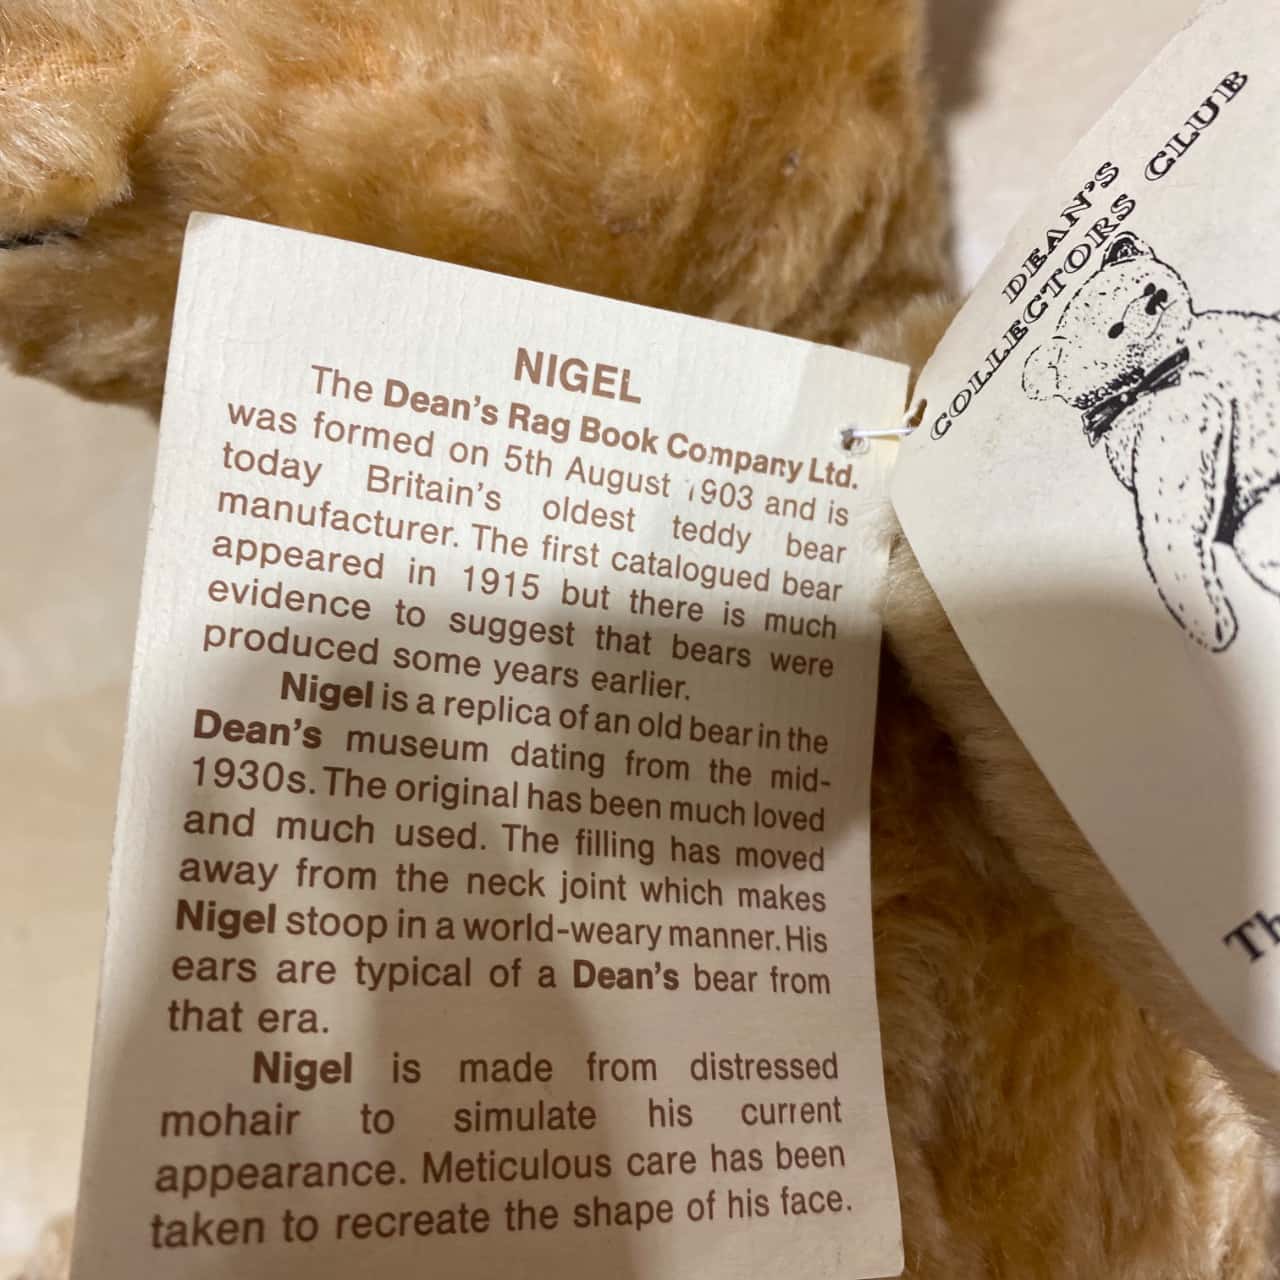 NIGEL
The Dean's Rag Book Company Ltd.
was formed on 5th August 1903 and is
today Britain's oldest teddy bear
manufacturer. The first catalogued bear
appeared in 1915 but there is much
evidence to suggest that bears were
produced some years earlier.
Nigel is a replica of an old bear in the
Dean's museum dating from the mid-
1930s. The original has been much loved
and much used. The filling has moved
away from the neck joint which makes
Nigel stoop in a world-weary manner. His
ears are typical of a Dean's bear from
that era.
Nigel is made from distressed
mohair to simulate his current
appearance. Meticulous care has been
taken to recreate the shape of his face.
DEAN'S
COLLECTORS CLUB